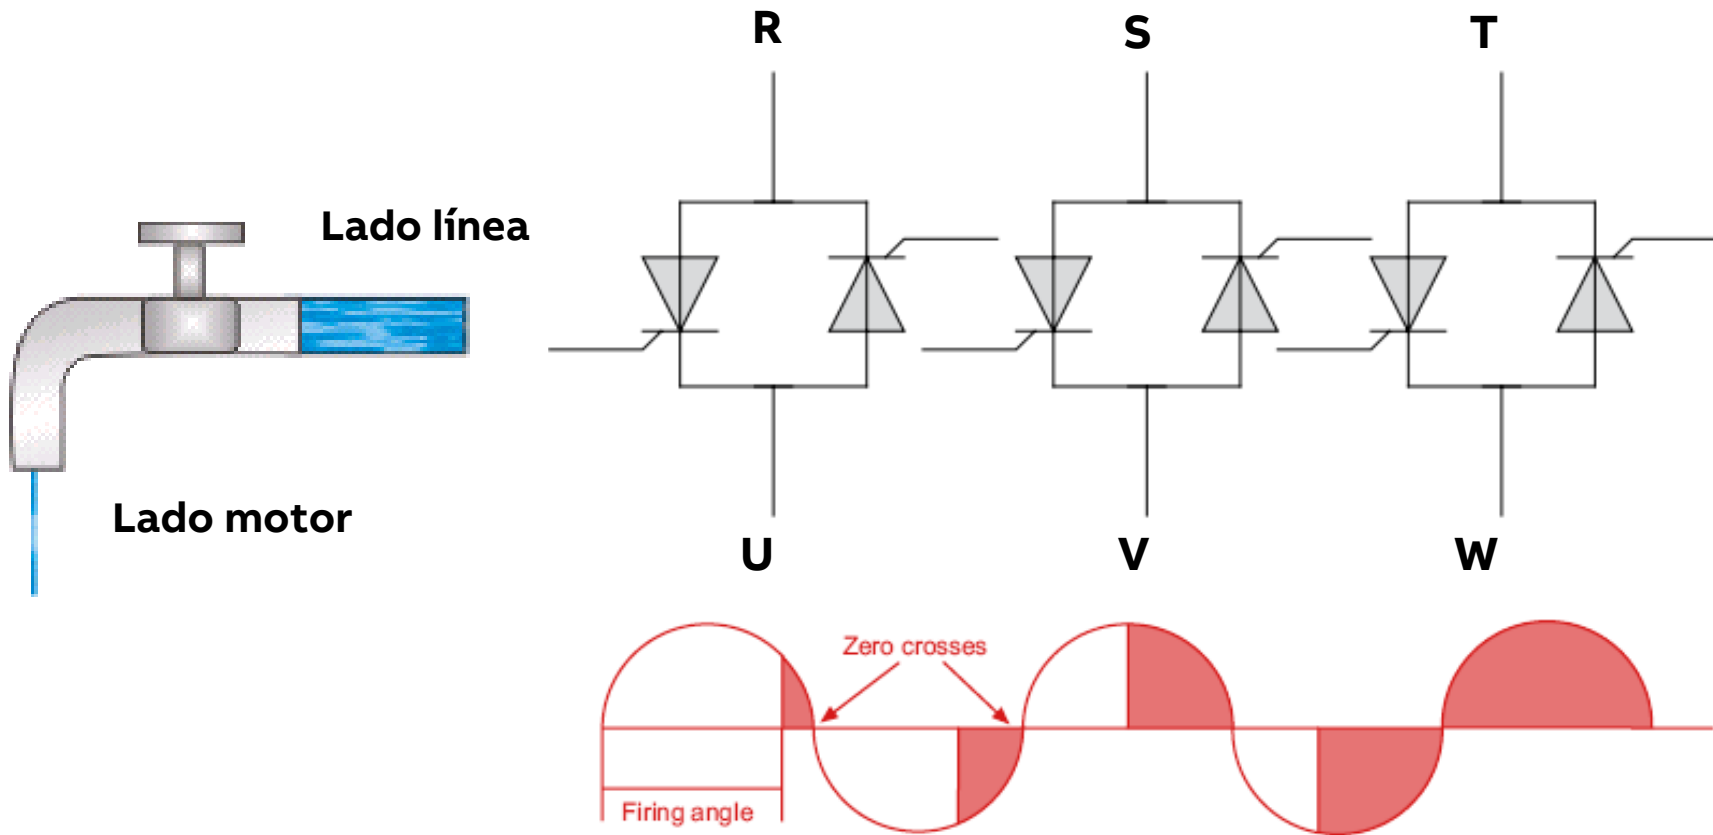 R
S
T
Lado línea
Lado motor
U
V
W
Zero crosses
Firing angle